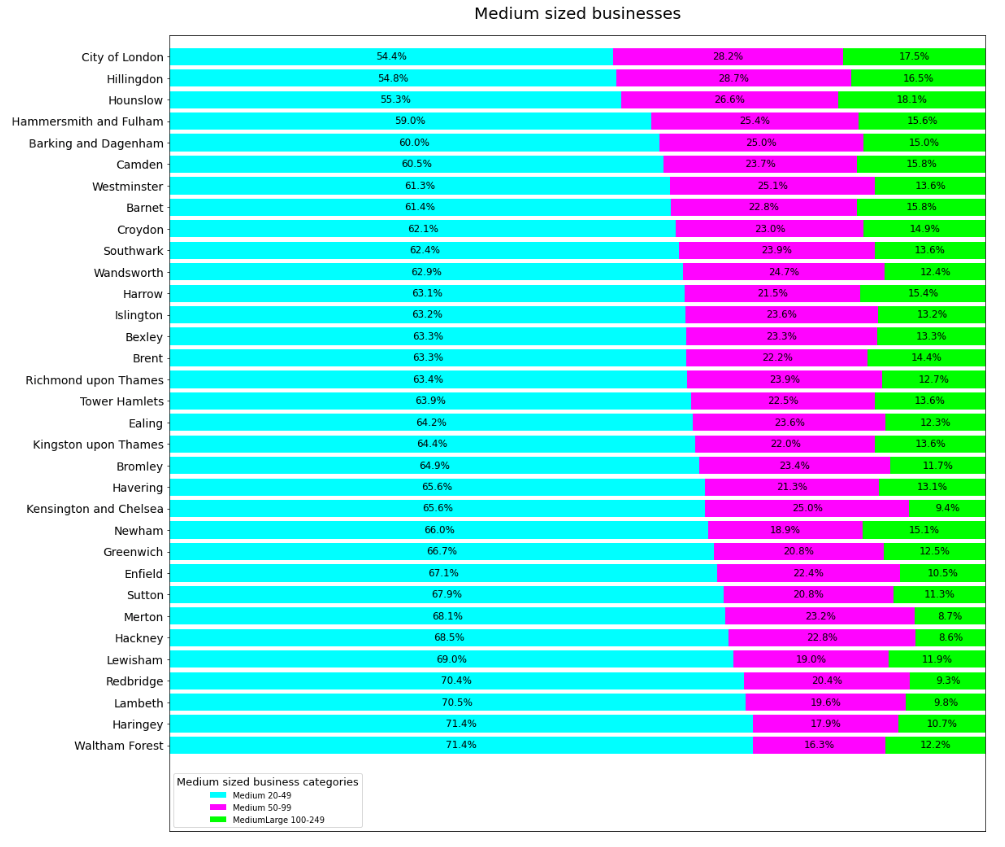 Medium sized businesses
City of London 54.4% 28.2% 17.5%
Hillingdon 54.8% 28.7% 16.5%
Hounslow 55.3% 26.6% 18.1%
Hammersmith and Fulham 59.0% 25.4% 15.6%
Barking and Dagenham 60.0% 25.0% 15.0%
Camden 60.5% 23.7% 15.8%
Westminster 61.3% 25.1% 13.6%
Barnet 61.4% 22.8% 15.8%
Croydon 62.1% 23.0% 14.9%
Southwark 62.4% 23.9% 13.6%
Wandsworth 62.9% 24.7% 12.4%
Harrow 63.1% 21.5% 15.4%
Islington 63.2% 23.6% 13.2%
Bexley 63.3% 23.3% 13.3%
Brent 63.3% 22.2% 14.4%
Richmond upon Thames 63.4% 23.9% 12.7%
Tower Hamlets 63.9% 22.5% 13.6%
Ealing 64.2% 23.6% 12.3%
Kingston upon Thames 64.4% 22.0% 13.6%
Bromley 64.9% 23.4% 11.7%
Havering 65.6% 21.3% 13.1%
Kensington and Chelsea 65.6% 25.0% 9.4%
Newham 66.0% 18.9% 15.1%
Greenwich 66.7% 20.8% 12.5%
Enfield 67.1% 22.4% 10.5%
Sutton 67.9% 20.8% 11.3%
Merton 68.1% 23.2% 8.7%
Hackney 68.5% 22.8% 8.6%
Lewisham 69.0% 19.0% 11.9%
Redbridge 70.4% 20.4% 9.3%
Lambeth 70.5% 19.6% 9.8%
Haringey 71.4% 17.9% 10.7%
Waltham Forest 71.4% 16.3% 12.2%
Medium sized business categories
Medium 20-49
Medium 50-99
MediumLarge 100-249